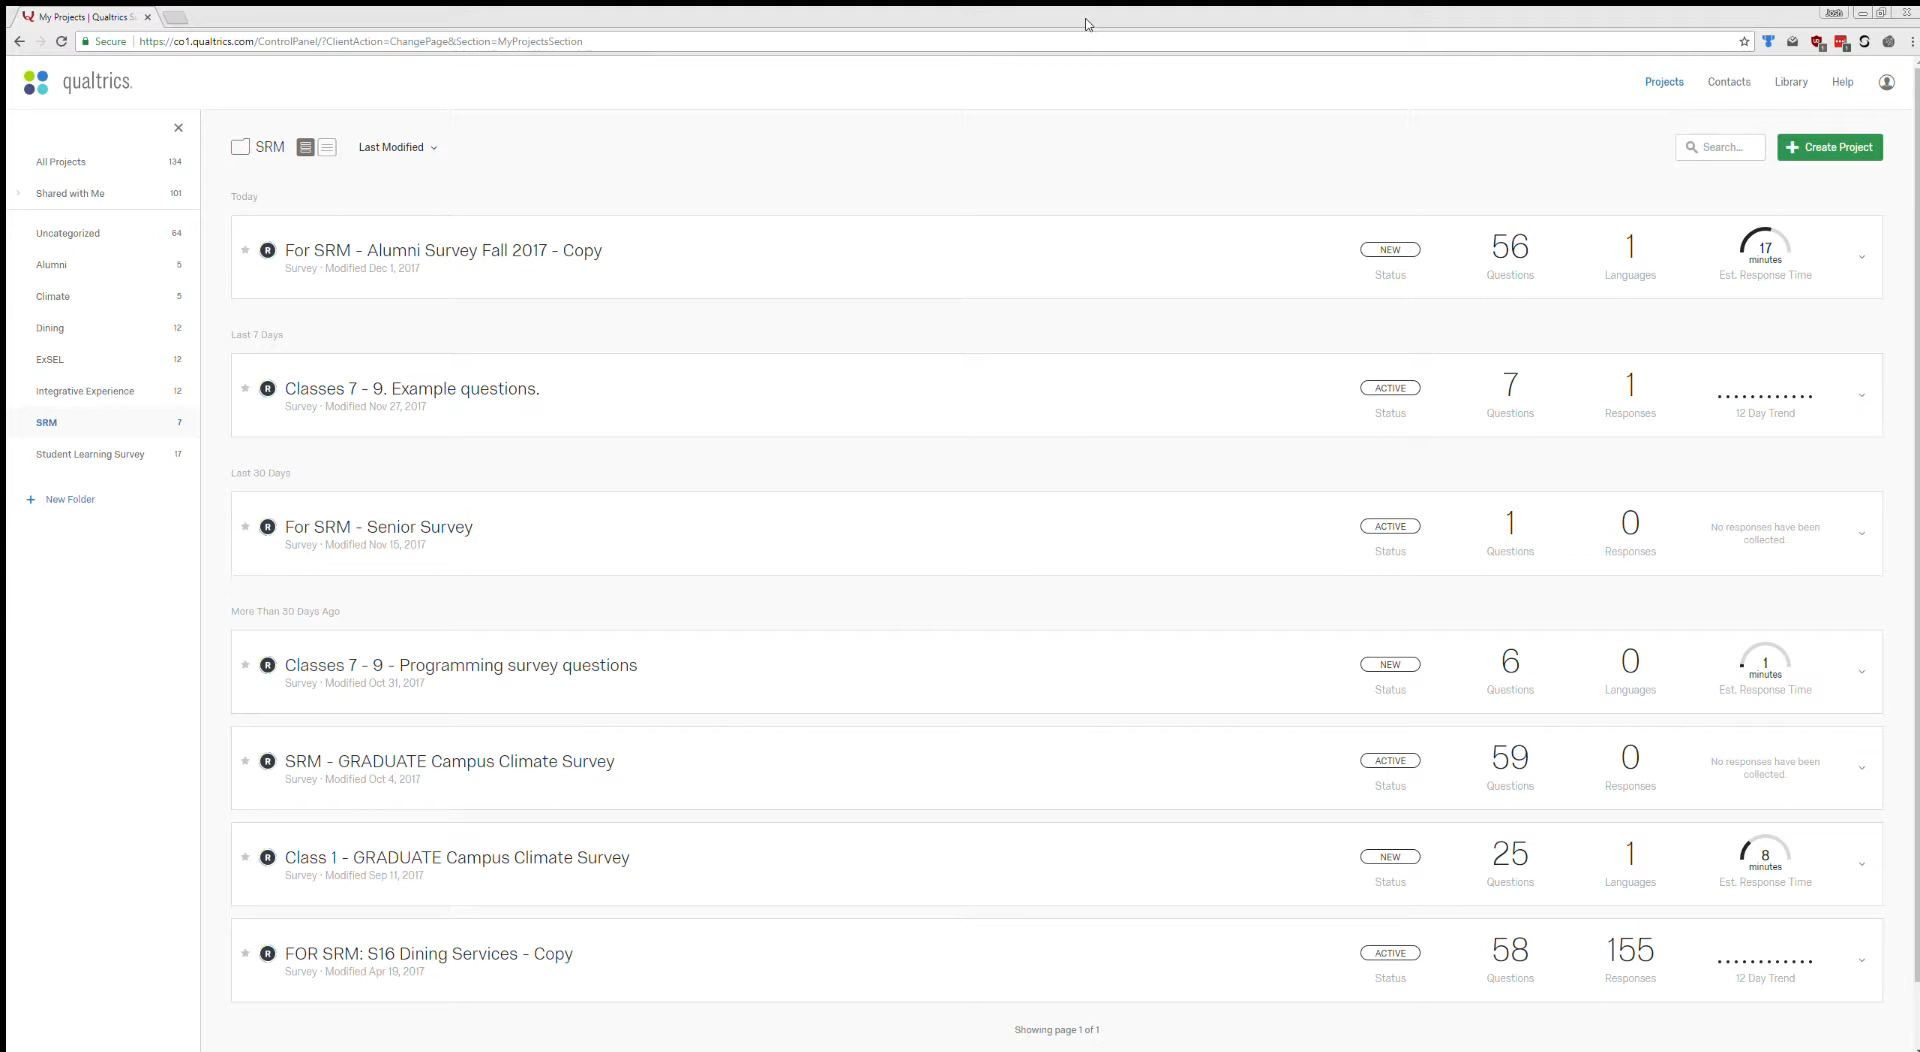 My Projects | Qualtrics Su
Josh
Secure
https://co1.qualtrics.com/ControlPanel/?ClientAction=ChangePage&Section=MyProjectsSection
qualtrics.
Projects
Contacts
Library
Help
All Projects 134
Shared with Me 101
Uncategorized 64
Alumni 5
Climate 5
Dining 12
ExSEL 12
Integrative Experience 12
SRM 7
Student Learning Survey 17
+ New Folder
SRM
Last Modified
Search...
Create Project
Today
R For SRM - Alumni Survey Fall 2017 - Copy
Survey · Modified Dec 1, 2017
NEW
Status
56
Questions
1
Languages
17
minutes
Est. Response Time
Last 7 Days
R Classes 7 - 9. Example questions.
Survey · Modified Nov 27, 2017
ACTIVE
Status
7
Questions
1
Responses
12 Day Trend
Last 30 Days
R For SRM - Senior Survey
Survey · Modified Nov 15, 2017
ACTIVE
Status
1
Questions
0
Responses
No responses have been
collected.
More Than 30 Days Ago
R Classes 7 - 9 - Programming survey questions
Survey · Modified Oct 31, 2017
NEW
Status
6
Questions
0
Languages
1
minutes
Est. Response Time
R SRM - GRADUATE Campus Climate Survey
Survey · Modified Oct 4, 2017
ACTIVE
Status
59
Questions
0
Responses
No responses have been
collected.
R Class 1 - GRADUATE Campus Climate Survey
Survey · Modified Sep 11, 2017
NEW
Status
25
Questions
1
Languages
8
minutes
Est. Response Time
R FOR SRM: S16 Dining Services - Copy
Survey · Modified Apr 19, 2017
ACTIVE
Status
58
Questions
155
Responses
12 Day Trend
Showing page 1 of 1